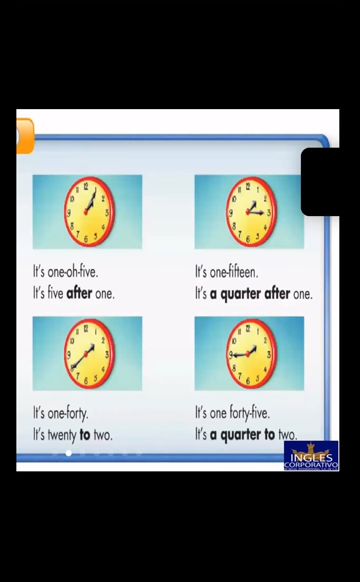 It's one-oh-five.
It's five after one.
It's one-fifteen.
It's a quarter after one.
It's one-forty.
It's twenty to two.
It's one forty-five.
It's a quarter to two.
INGLES
CORPORATIVO